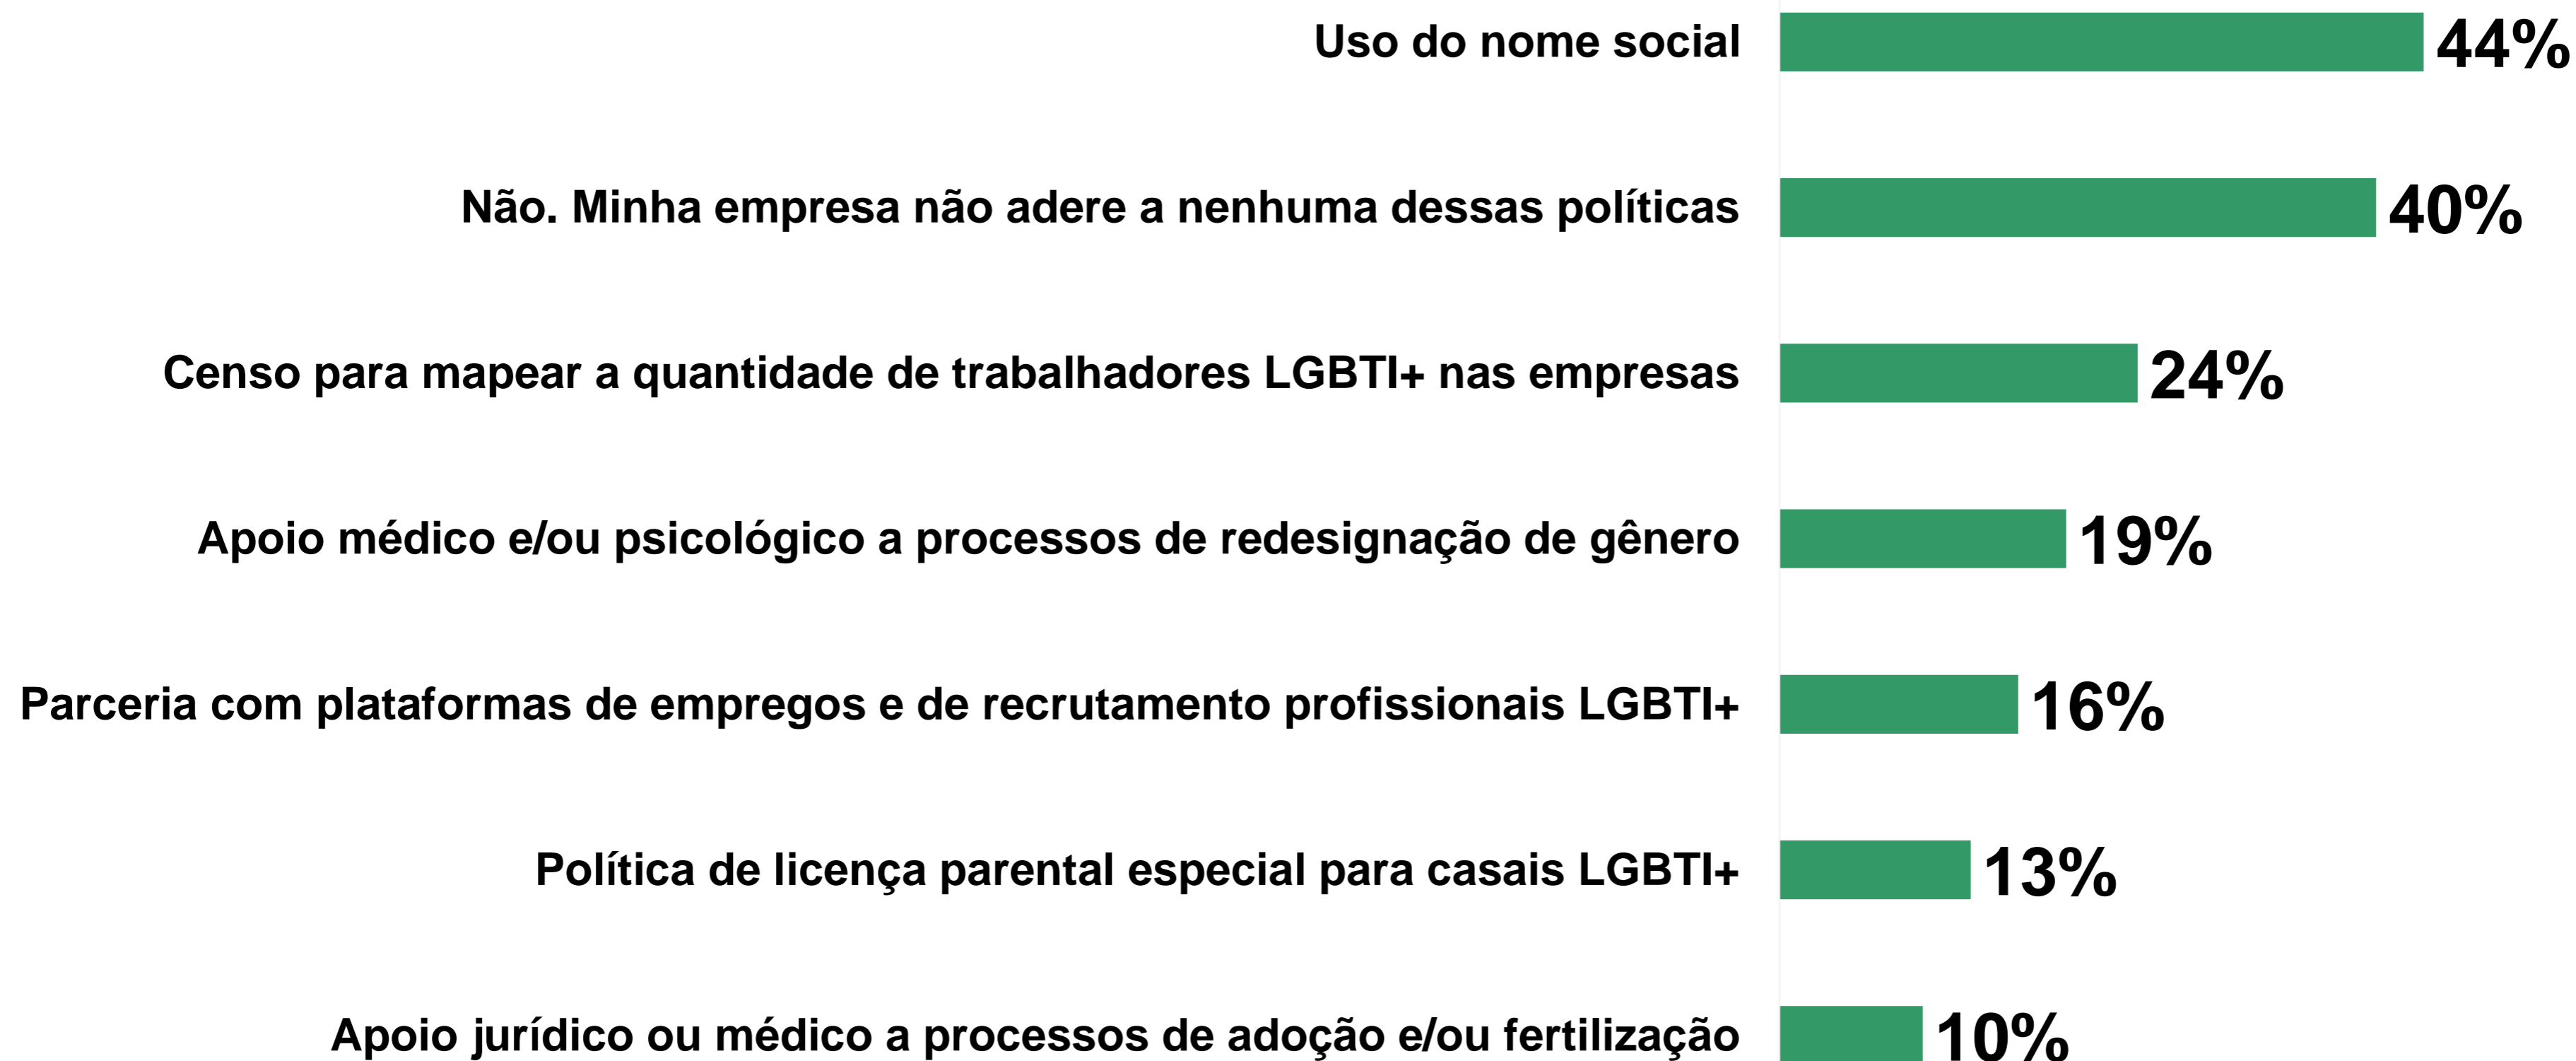 Uso do nome social 44%
Não. Minha empresa não adere a nenhuma dessas políticas 40%
Censo para mapear a quantidade de trabalhadores LGBTI+ nas empresas 24%
Apoio médico e/ou psicológico a processos de redesignação de gênero 19%
Parceria com plataformas de empregos e de recrutamento profissionais LGBTI+ 16%
Política de licença parental especial para casais LGBTI+ 13%
Apoio jurídico ou médico a processos de adoção e/ou fertilização 10%